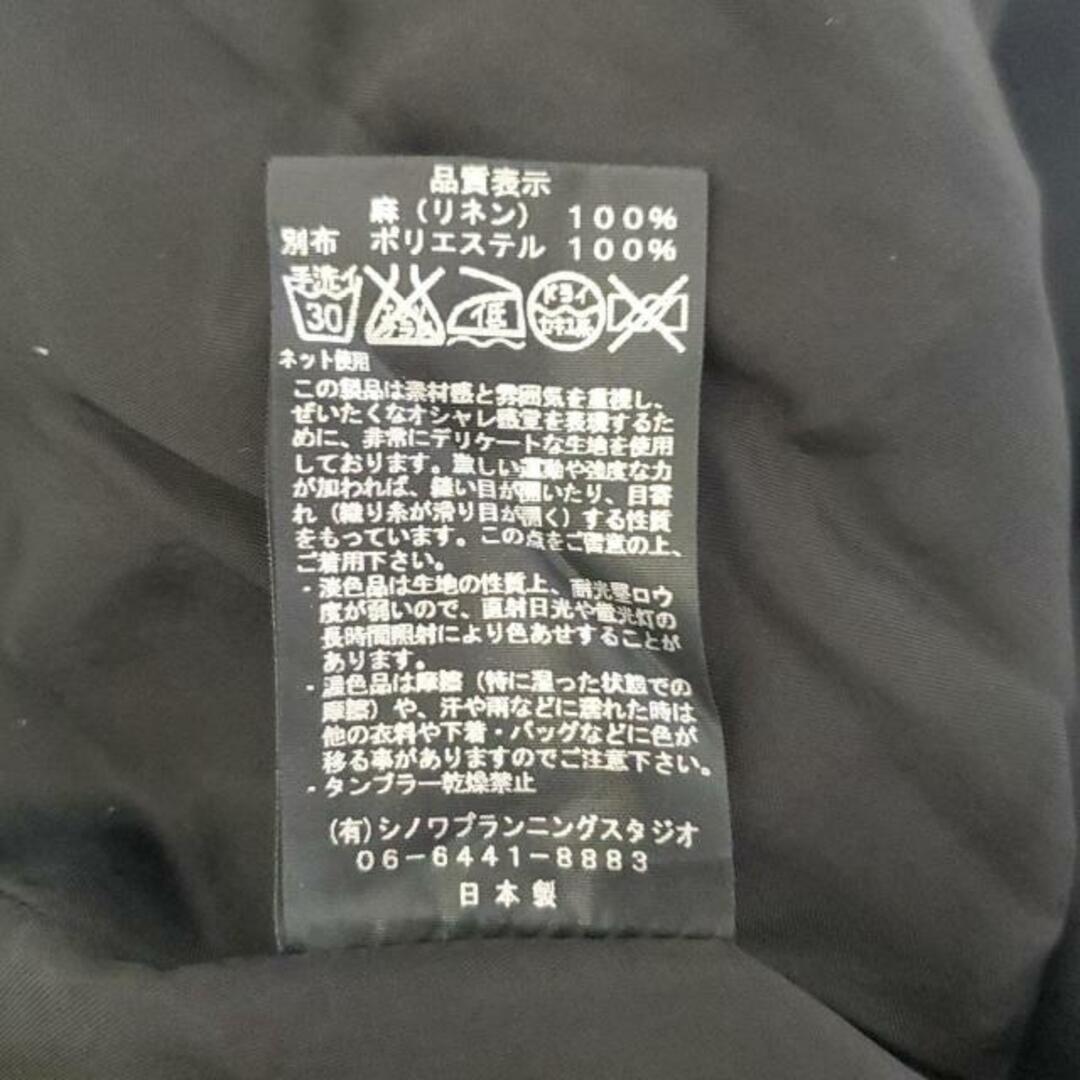 品質表示
麻（リネン） １００％
別布 ポリエステル １００％
手洗イ
30
エンソ
サラシ
低
ドライ
セキユ系
ネット使用
この製品は素材感と雰囲気を重視し、
ぜいたくなオシャレ感覚を表現するた
めに、非常にデリケートな生地を使用
しております。激しい運動や強度な力
が加われば、縫い目が開いたり、目寄
れ（織り糸が滑り目が開く）する性質
をもっています。この点をご留意の上、
ご着用下さい。
・淡色品は生地の性質上、耐光堅ロウ
度が弱いので、直射日光や蛍光灯の
長時間照射により色あせすることが
あります。
・濃色品は摩擦（特に湿った状態での
摩擦）や、汗や雨などに濡れた時は
他の衣料や下着・バッグなどに色が
移る事がありますのでご注意下さい。
・タンブラー乾燥禁止
（有）シノワプランニングスタジオ
０６－６４４１－８８８３
日本製